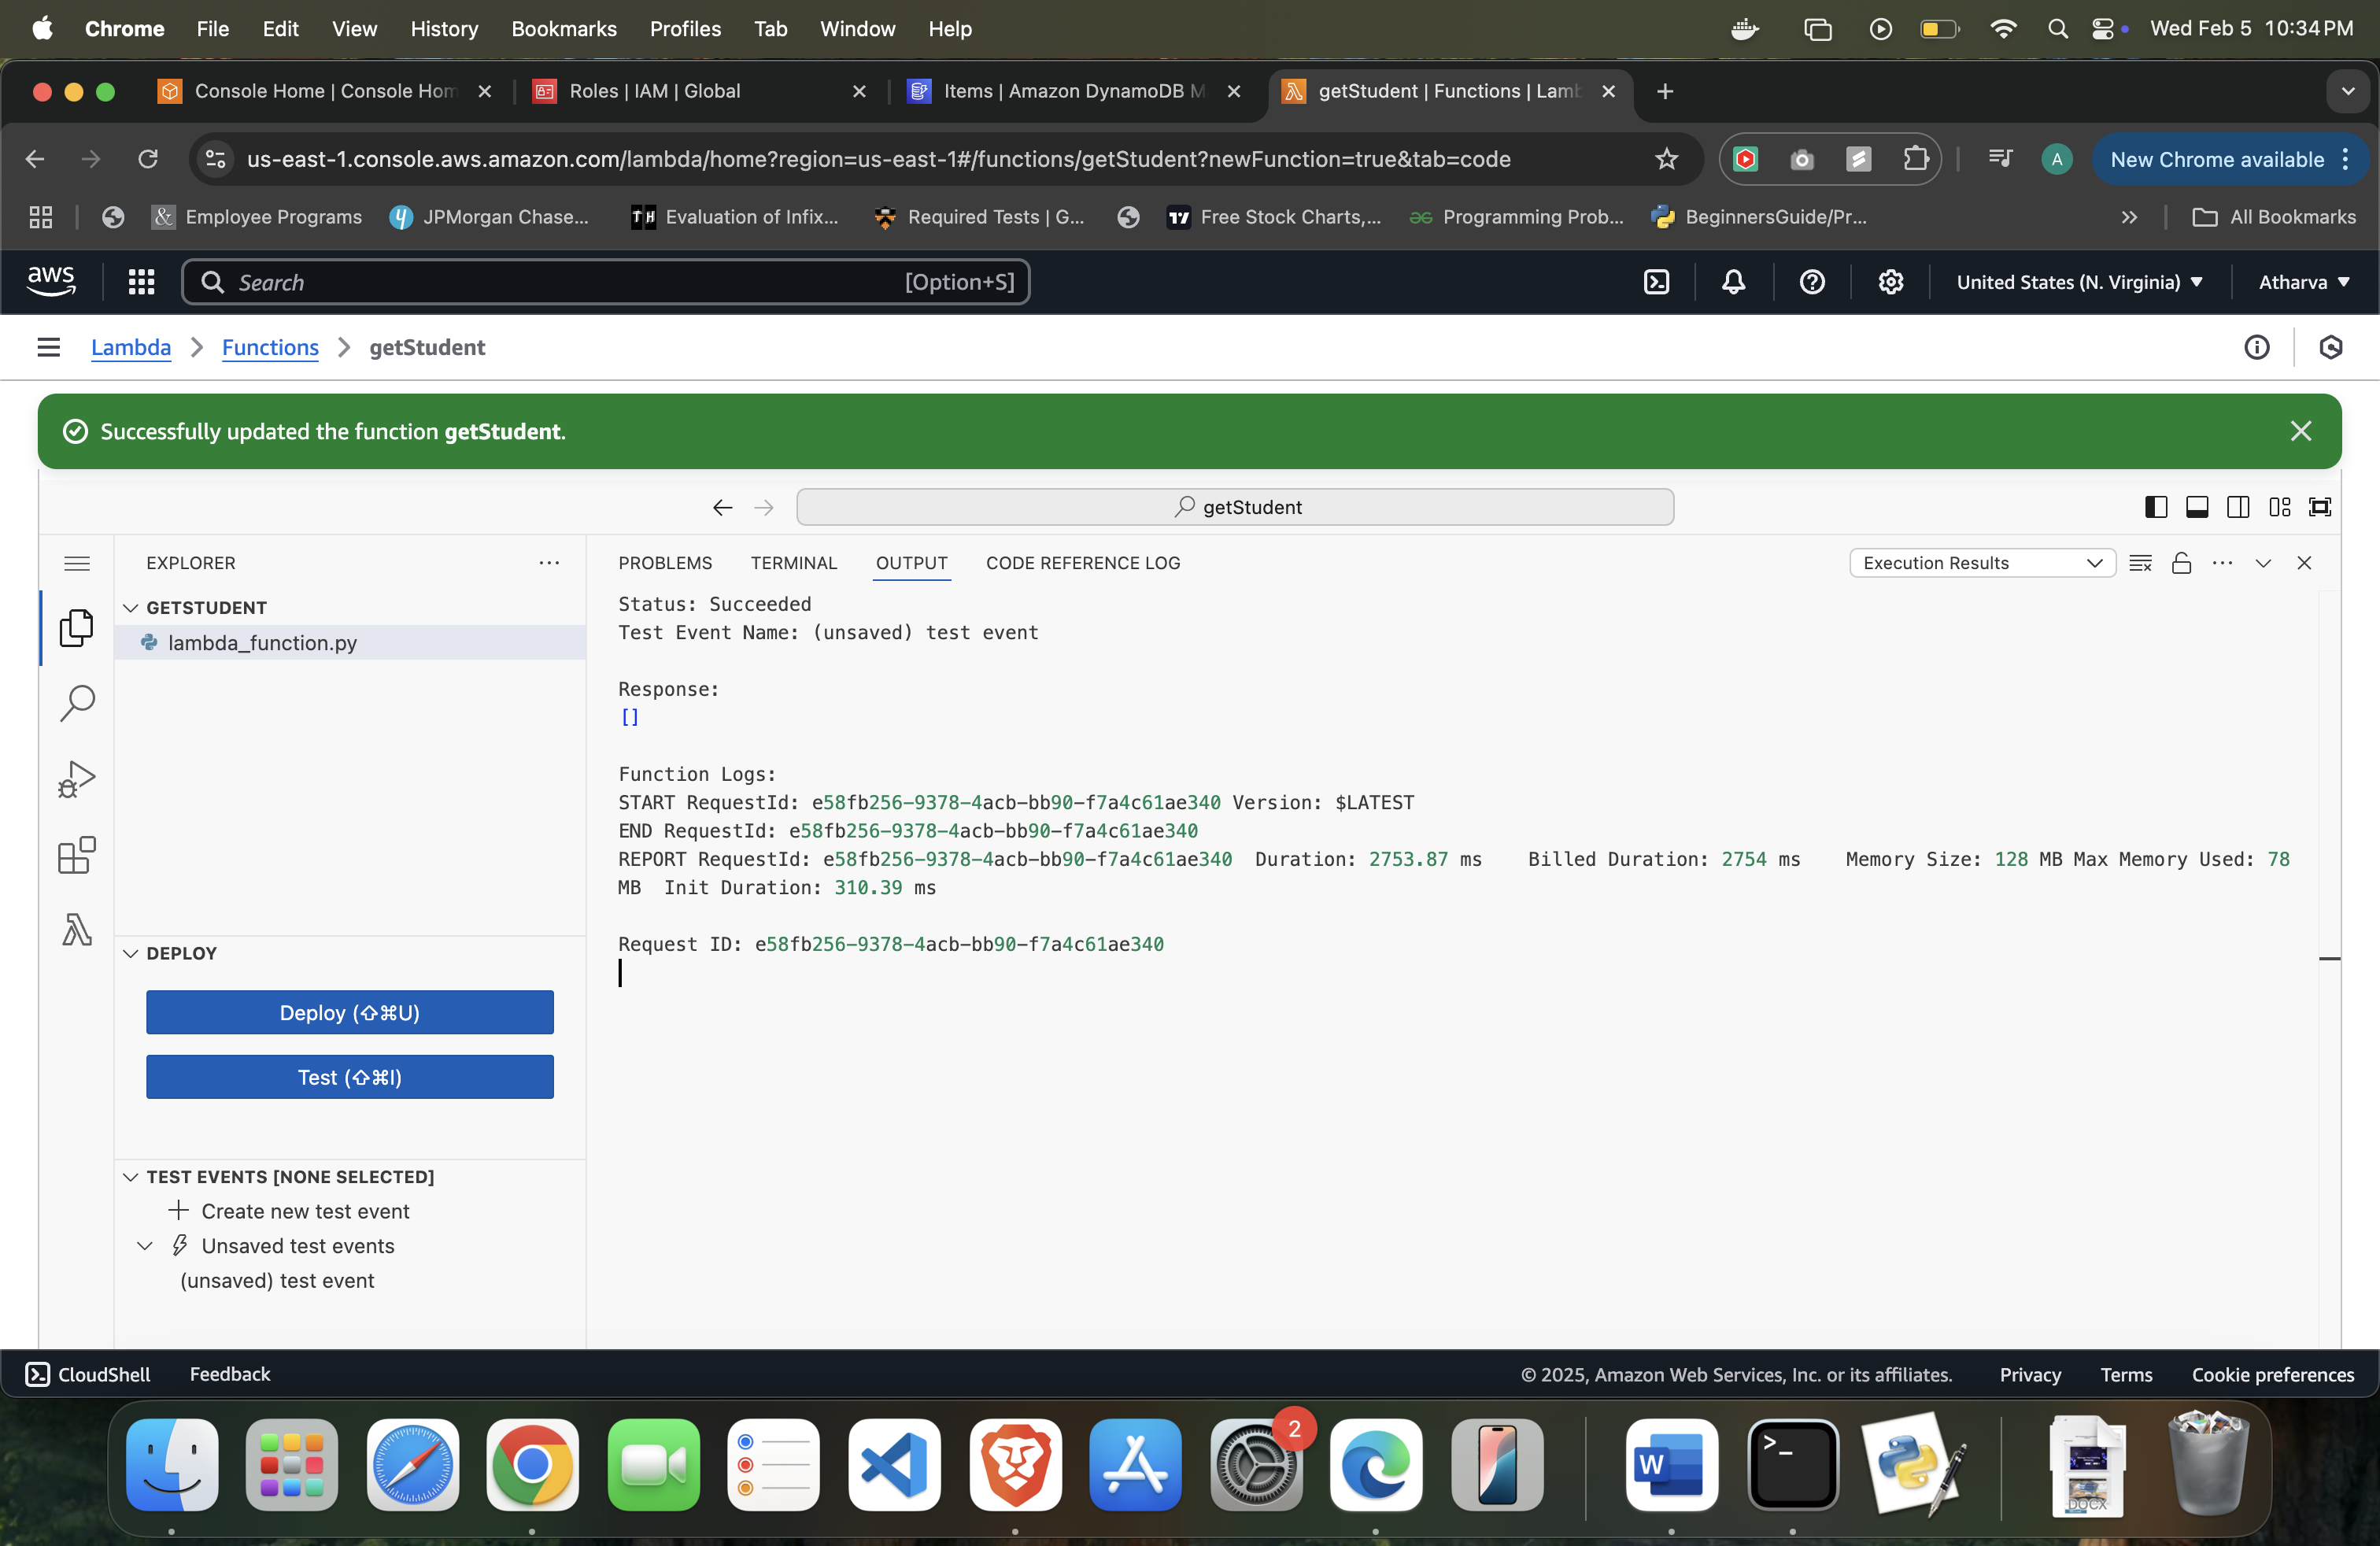 Chrome File Edit View History Bookmarks Profiles Tab Window Help Wed Feb 5 10:34 PM
Console Home | Console Hom Roles | IAM | Global Items | Amazon DynamoDB M getStudent | Functions | Lamb
us-east-1.console.aws.amazon.com/lambda/home?region=us-east-1#/functions/getStudent?newFunction=true&tab=code A New Chrome available
Employee Programs JPMorgan Chase... TH Evaluation of Infix... Required Tests | G... Free Stock Charts,... Programming Prob... BeginnersGuide/Pr... All Bookmarks
aws Search [Option+S] United States (N. Virginia) Atharva
Lambda Functions getStudent
Successfully updated the function getStudent.
getStudent
EXPLORER ... PROBLEMS TERMINAL OUTPUT CODE REFERENCE LOG Execution Results ...
GETSTUDENT
lambda_function.py
Status: Succeeded
Test Event Name: (unsaved) test event
Response:
[]
Function Logs:
START RequestId: e58fb256-9378-4acb-bb90-f7a4c61ae340 Version: $LATEST
END RequestId: e58fb256-9378-4acb-bb90-f7a4c61ae340
REPORT RequestId: e58fb256-9378-4acb-bb90-f7a4c61ae340 Duration: 2753.87 ms Billed Duration: 2754 ms Memory Size: 128 MB Max Memory Used: 78
MB Init Duration: 310.39 ms
Request ID: e58fb256-9378-4acb-bb90-f7a4c61ae340
DEPLOY
Deploy (⇧⌘U)
Test (⇧⌘I)
TEST EVENTS [NONE SELECTED]
Create new test event
Unsaved test events
(unsaved) test event
CloudShell Feedback © 2025, Amazon Web Services, Inc. or its affiliates. Privacy Terms Cookie preferences
2
W
>_
DOCX